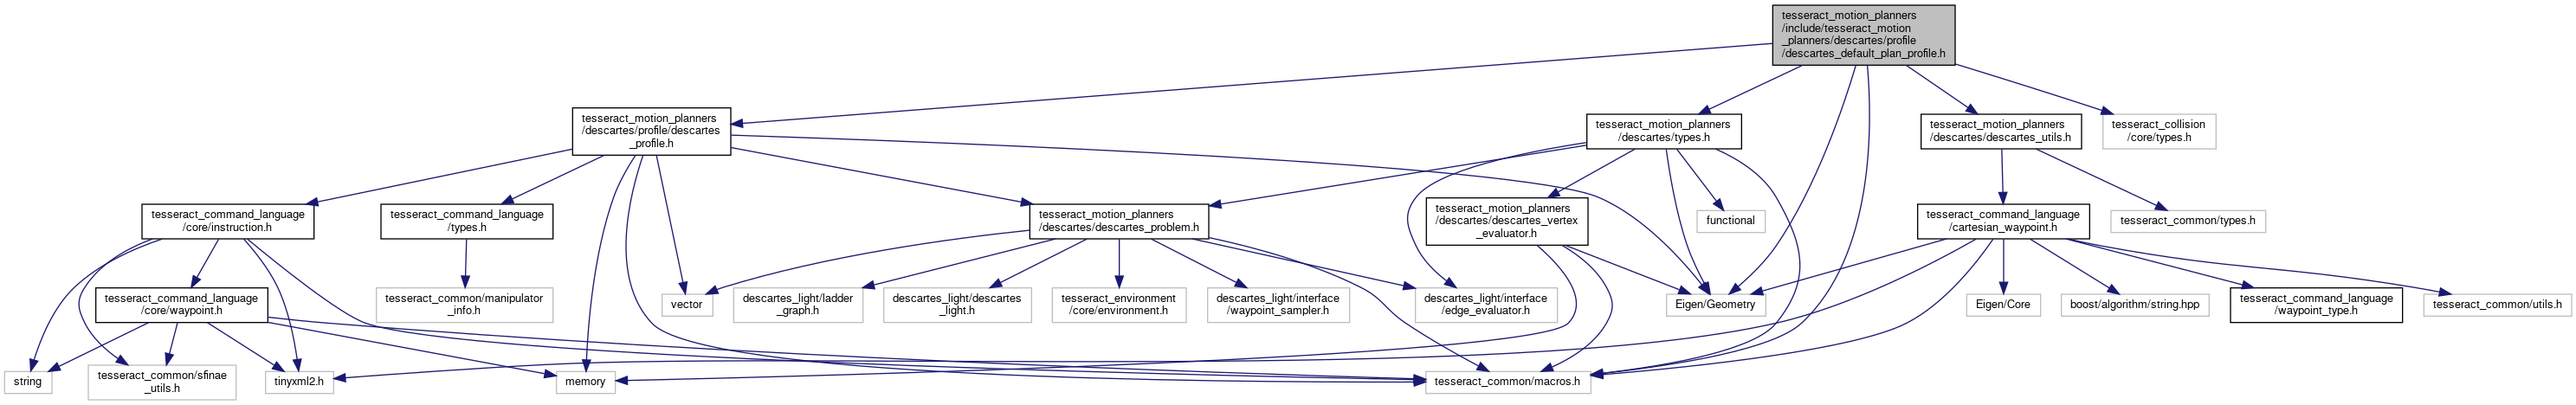 tesseract_motion_planners
/include/tesseract_motion
_planners/descartes/profile
/descartes_default_plan_profile.h
tesseract_motion_planners
/descartes/profile/descartes
_profile.h
tesseract_motion_planners
/descartes/types.h
tesseract_motion_planners
/descartes/descartes_utils.h
tesseract_collision
/core/types.h
tesseract_command_language
/core/instruction.h
tesseract_command_language
/types.h
tesseract_motion_planners
/descartes/descartes_problem.h
tesseract_motion_planners
/descartes/descartes_vertex
_evaluator.h
functional
tesseract_command_language
/cartesian_waypoint.h
tesseract_common/types.h
tesseract_command_language
/core/waypoint.h
tesseract_common/manipulator
_info.h
vector
descartes_light/ladder
_graph.h
descartes_light/descartes
_light.h
tesseract_environment
/core/environment.h
descartes_light/interface
/waypoint_sampler.h
descartes_light/interface
/edge_evaluator.h
Eigen/Geometry
Eigen/Core
boost/algorithm/string.hpp
tesseract_command_language
/waypoint_type.h
tesseract_common/utils.h
string
tesseract_common/sfinae
_utils.h
tinyxml2.h
memory
tesseract_common/macros.h